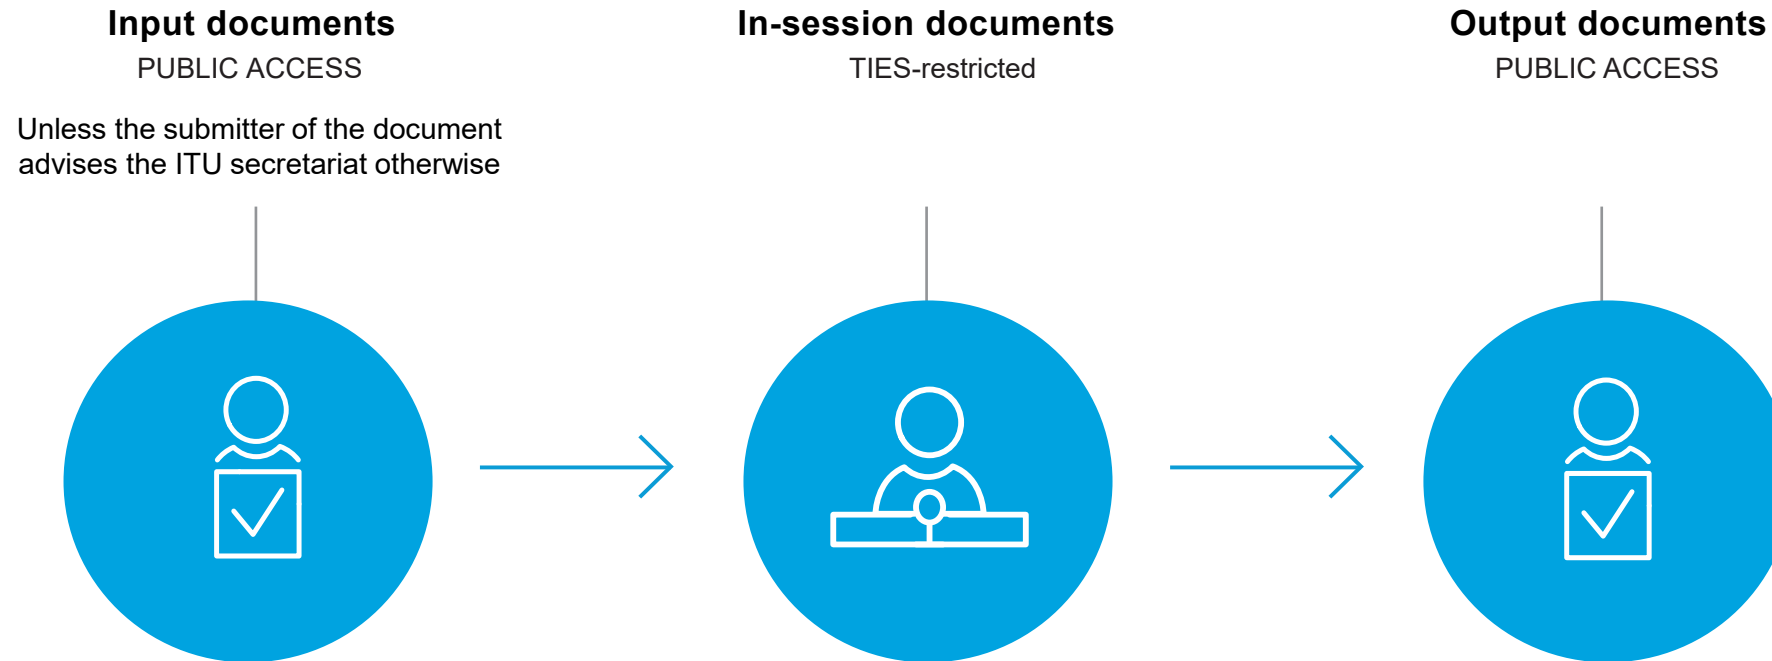 Input documents
PUBLIC ACCESS
Unless the submitter of the document
advises the ITU secretariat otherwise
In-session documents
TIES-restricted
Output documents
PUBLIC ACCESS